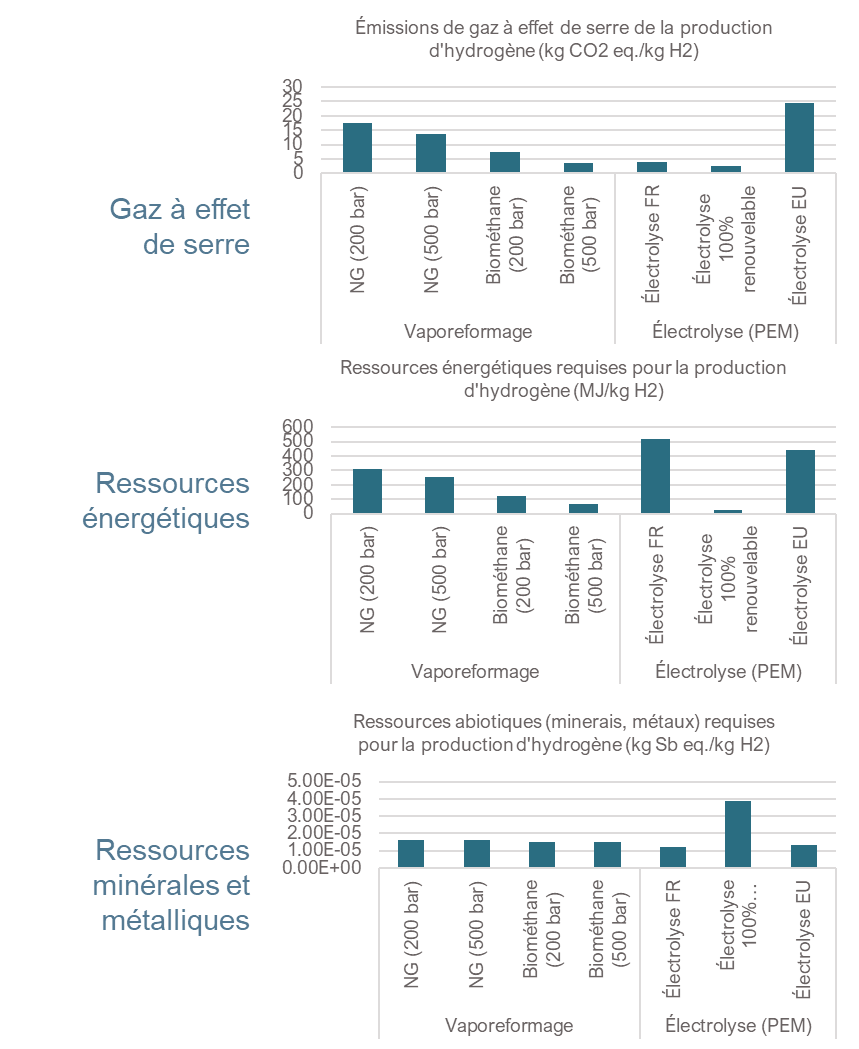 Émissions de gaz à effet de serre de la production
d'hydrogène (kg CO2 eq./kg H2)
30
25
20
15
10
5
0
Gaz à effet
de serre
NG (200 bar)
NG (500 bar)
Biométhane
(200 bar)
Biométhane
(500 bar)
Électrolyse FR
Électrolyse
100%
renouvelable
Électrolyse EU
Vaporeformage
Électrolyse (PEM)
Ressources énergétiques requises pour la production
d'hydrogène (MJ/kg H2)
600
500
400
300
200
100
0
Ressources
énergétiques
NG (200 bar)
NG (500 bar)
Biométhane
(200 bar)
Biométhane
(500 bar)
Électrolyse FR
Électrolyse
100%
renouvelable
Électrolyse EU
Vaporeformage
Électrolyse (PEM)
Ressources abiotiques (minerais, métaux) requises
pour la production d'hydrogène (kg Sb eq./kg H2)
5.00E-05
4.00E-05
3.00E-05
2.00E-05
1.00E-05
0.00E+00
Ressources
minérales et
métalliques
NG (200 bar)
NG (500 bar)
Biométhane
(200 bar)
Biométhane
(500 bar)
Électrolyse FR
Électrolyse
100%...
Électrolyse EU
Vaporeformage
Électrolyse (PEM)